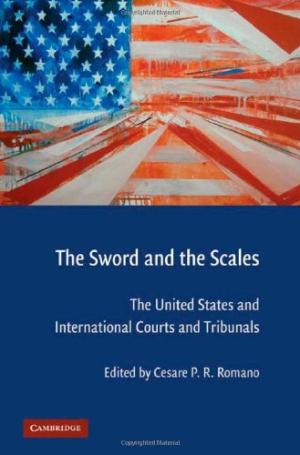 The Sword and the Scales
The United States and
International Courts and Tribunals
Edited by Cesare P. R. Romano
CAMBRIDGE